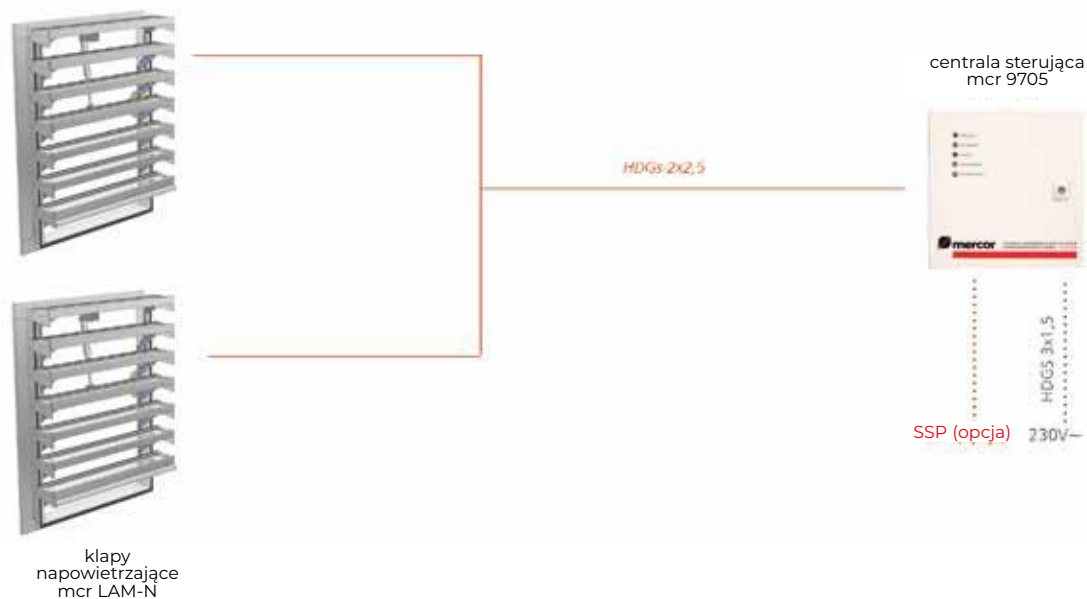 centrala sterująca
mcr 9705
HDGs 2x2,5
mercor
HDGS 3x1,5
SSP (opcja)
230V~
klapy
napowietrzające
mcr LAM-N